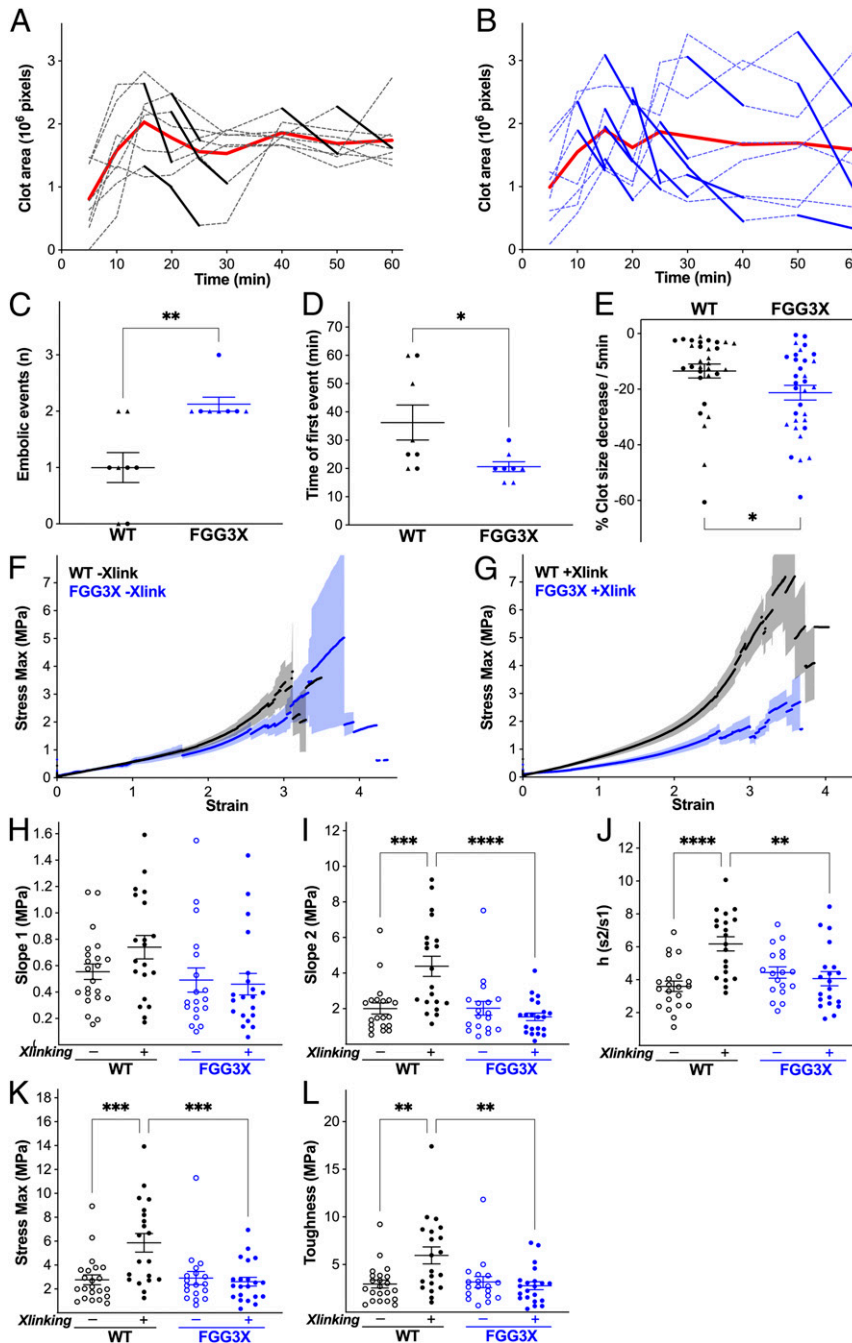 A
B
Clot area (10⁶ pixels)
3
2
1
0
0 10 20 30 40 50 60
Time (min)
Clot area (10⁶ pixels)
3
2
1
0
0 10 20 30 40 50
Time (min)
C
D
E
Embolic events (n)
3
2
1
0
**
WT FGG3X
Time of first event (min)
70
60
50
40
30
20
10
0
*
WT FGG3X
WT FGG3X
% Clot size decrease / 5min
0
-20
-40
-60
*
F
G
WT -Xlink
FGG3X -Xlink
Stress Max (MPa)
7
6
5
4
3
2
1
0
0 1 2 3 4
Strain
WT +Xlink
FGG3X +Xlink
Stress Max (MPa)
7
6
5
4
3
2
1
0
0 1 2 3 4
Strain
H
I
J
Slope 1 (MPa)
1.6
1.4
1.2
1.0
0.8
0.6
0.4
0.2
0.0
Xlinking – + – +
WT FGG3X
Slope 2 (MPa)
12
10
8
6
4
2
*** ****
– + – +
WT FGG3X
h (s2/s1)
12
10
8
6
4
2
0
**** **
– + – +
WT FGG3X
K
L
Stress Max (MPa)
18
16
14
12
10
8
6
4
2
*** ***
Xlinking – + – +
WT FGG3X
Toughness (MPa)
20
15
10
5
0
** **
Xlinking – + – +
WT FGG3X